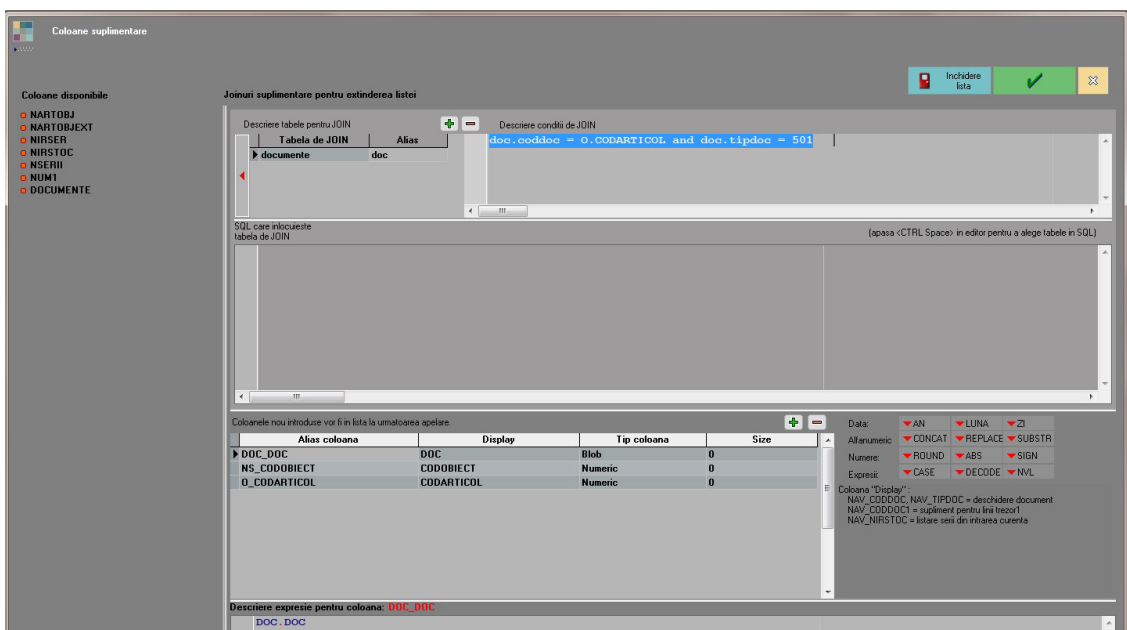 Coloane suplimentare
Inchidere
lista
Coloane disponibile
Joinuri suplimentare pentru extinderea listei
NARTOBJ
NARTOBJEXT
NIRSER
NIRSTOC
NSERII
NUM1
DOCUMENTE
Descriere tabele pentru JOIN
Descriere conditii de JOIN
Tabela de JOIN Alias
documente doc
doc.coddoc = O.CODARTICOL and doc.tipdoc = 501
SQL care inlocuieste
tabela de JOIN
(apasa <CTRL Space> in editor pentru a alege tabele in SQL)
Coloanele nou introduse vor fi in lista la urmatoarea apelare.
Alias coloana Display Tip coloana Size
DOC_DOC DOC Blob 0
NS_CODOBIECT CODOBIECT Numeric 0
O_CODARTICOL CODARTICOL Numeric 0
Data: AN LUNA ZI
Alfanumeric CONCAT REPLACE SUBSTR
Numere: ROUND ABS SIGN
Expresii: CASE DECODE NVL
Coloana "Display" :
NAV_CODDOC, NAV_TIPDOC = deschidere document
NAV_CODDOC1 = supliment pentru linii trezor1
NAV_NIRSTOC = listare serii din intrarea curenta
Descriere expresie pentru coloana: DOC_DOC
DOC.DOC